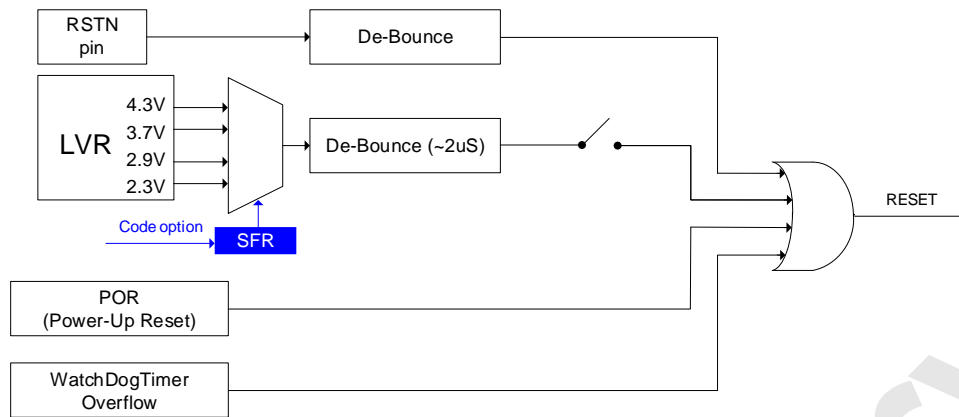 RSTN
pin
De-Bounce
LVR
4.3V
3.7V
2.9V
2.3V
De-Bounce (~2uS)
Code option
SFR
RESET
POR
(Power-Up Reset)
WatchDogTimer
Overflow